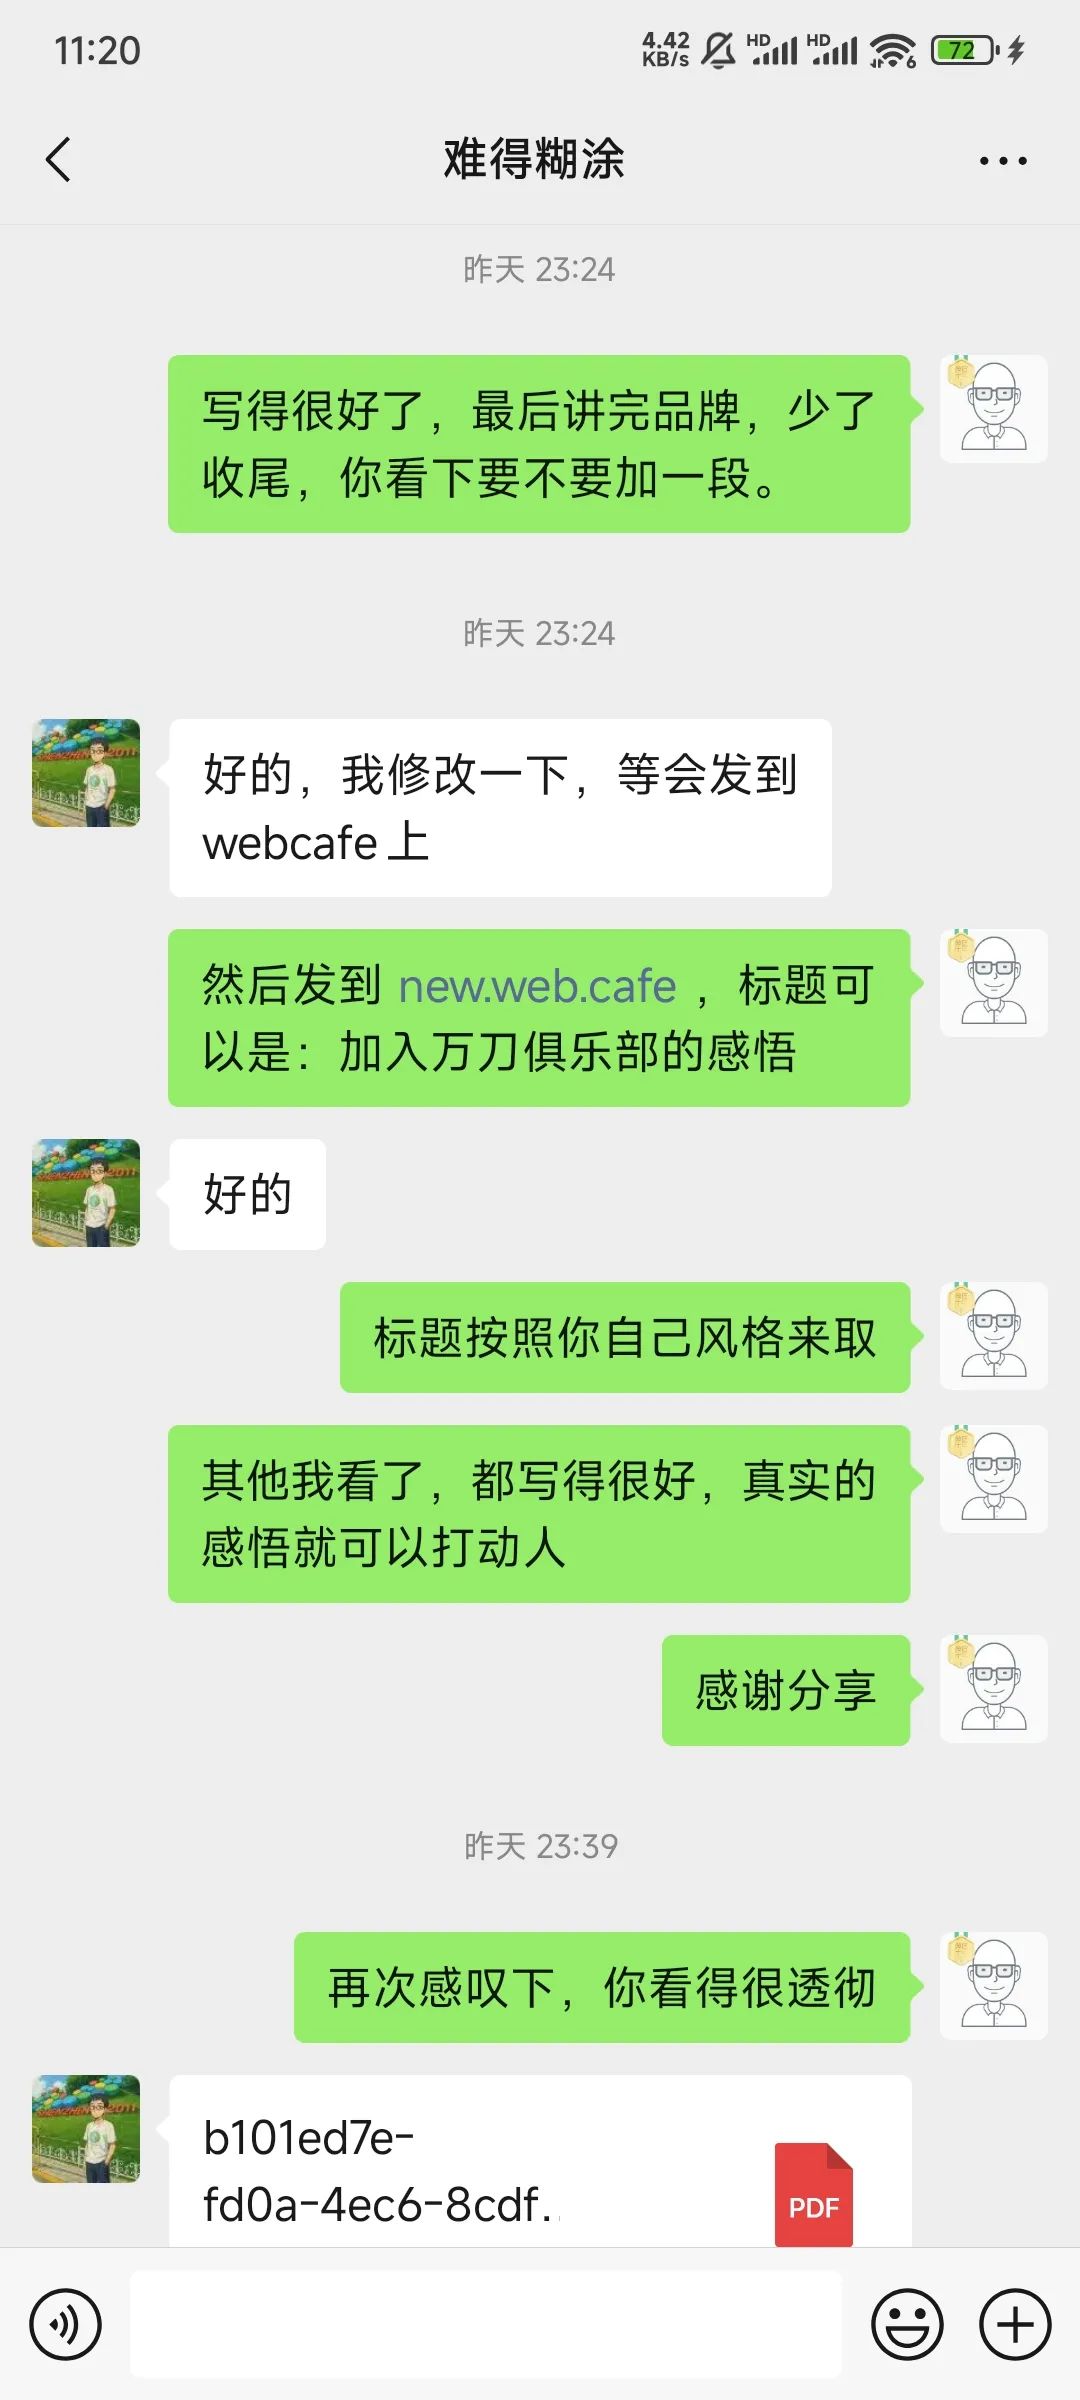 11:20
4.42
KB/s
HD
HD
6
72
难得糊涂
昨天 23:24
写得很好了，最后讲完品牌，少了
收尾，你看下要不要加一段。
昨天 23:24
好的，我修改一下，等会发到
webcafe 上
然后发到 new.web.cafe ，标题可
以是：加入万刀俱乐部的感悟
好的
标题按照你自己风格来取
其他我看了，都写得很好，真实的
感悟就可以打动人
感谢分享
昨天 23:39
再次感叹下，你看得很透彻
b101ed7e-
fd0a-4ec6-8cdf.
PDF